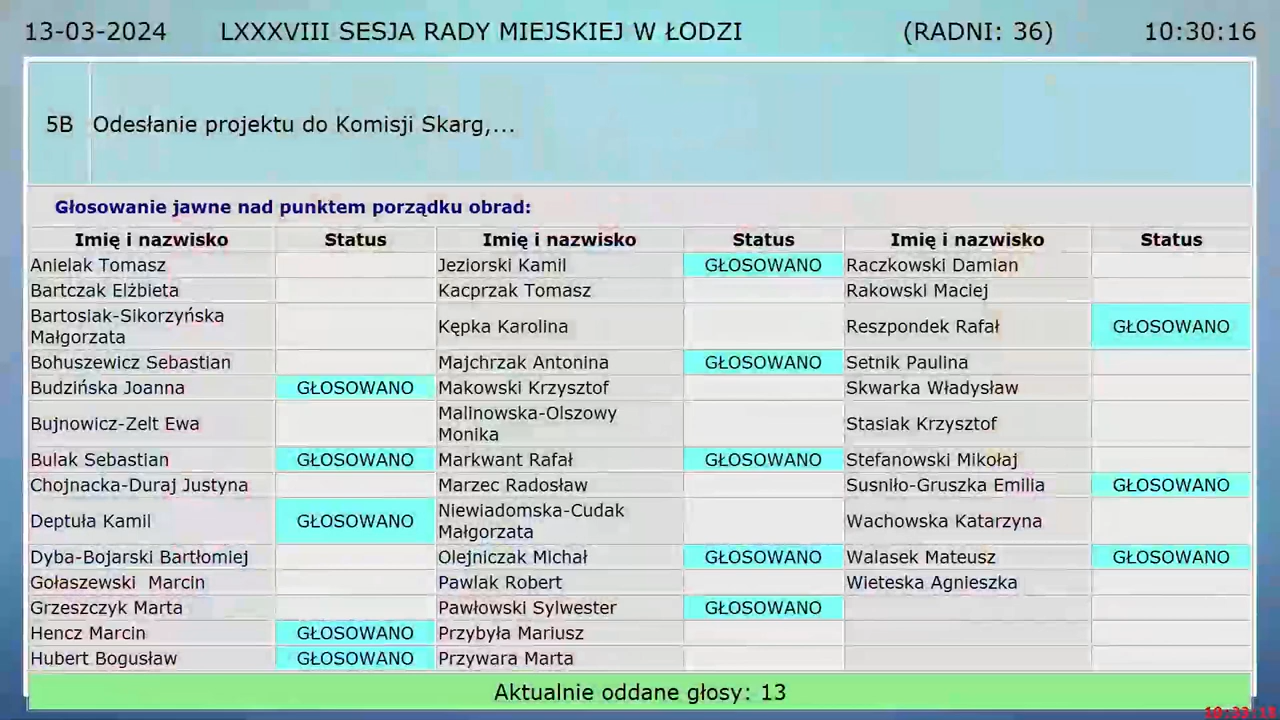 13-03-2024 LXXXVIII SESJA RADY MIEJSKIEJ W ŁODZI (RADNI: 36) 10:30:16
5B Odesłanie projektu do Komisji Skarg,...
Głosowanie jawne nad punktem porządku obrad:
Imię i nazwisko Status Imię i nazwisko Status Imię i nazwisko Status
Anielak Tomasz Jeziorski Kamil GŁOSOWANO Raczkowski Damian
Bartczak Elżbieta Kacprzak Tomasz Rakowski Maciej
Bartosiak-Sikorzyńska
Małgorzata Kępka Karolina Reszpondek Rafał GŁOSOWANO
Bohuszewicz Sebastian Majchrzak Antonina GŁOSOWANO Setnik Paulina
Budzińska Joanna GŁOSOWANO Makowski Krzysztof Skwarka Władysław
Bujnowicz-Zelt Ewa Malinowska-Olszowy
Monika Stasiak Krzysztof
Bulak Sebastian GŁOSOWANO Markwant Rafał GŁOSOWANO Stefanowski Mikołaj
Chojnacka-Duraj Justyna Marzec Radosław Susniło-Gruszka Emilia GŁOSOWANO
Deptuła Kamil GŁOSOWANO Niewiadomska-Cudak
Małgorzata Wachowska Katarzyna
Dyba-Bojarski Bartłomiej Olejniczak Michał GŁOSOWANO Walasek Mateusz GŁOSOWANO
Gołaszewski Marcin Pawlak Robert Wieteska Agnieszka
Grzeszczyk Marta Pawłowski Sylwester GŁOSOWANO
Hencz Marcin GŁOSOWANO Przybyła Mariusz
Hubert Bogusław GŁOSOWANO Przywara Marta
Aktualnie oddane głosy: 13